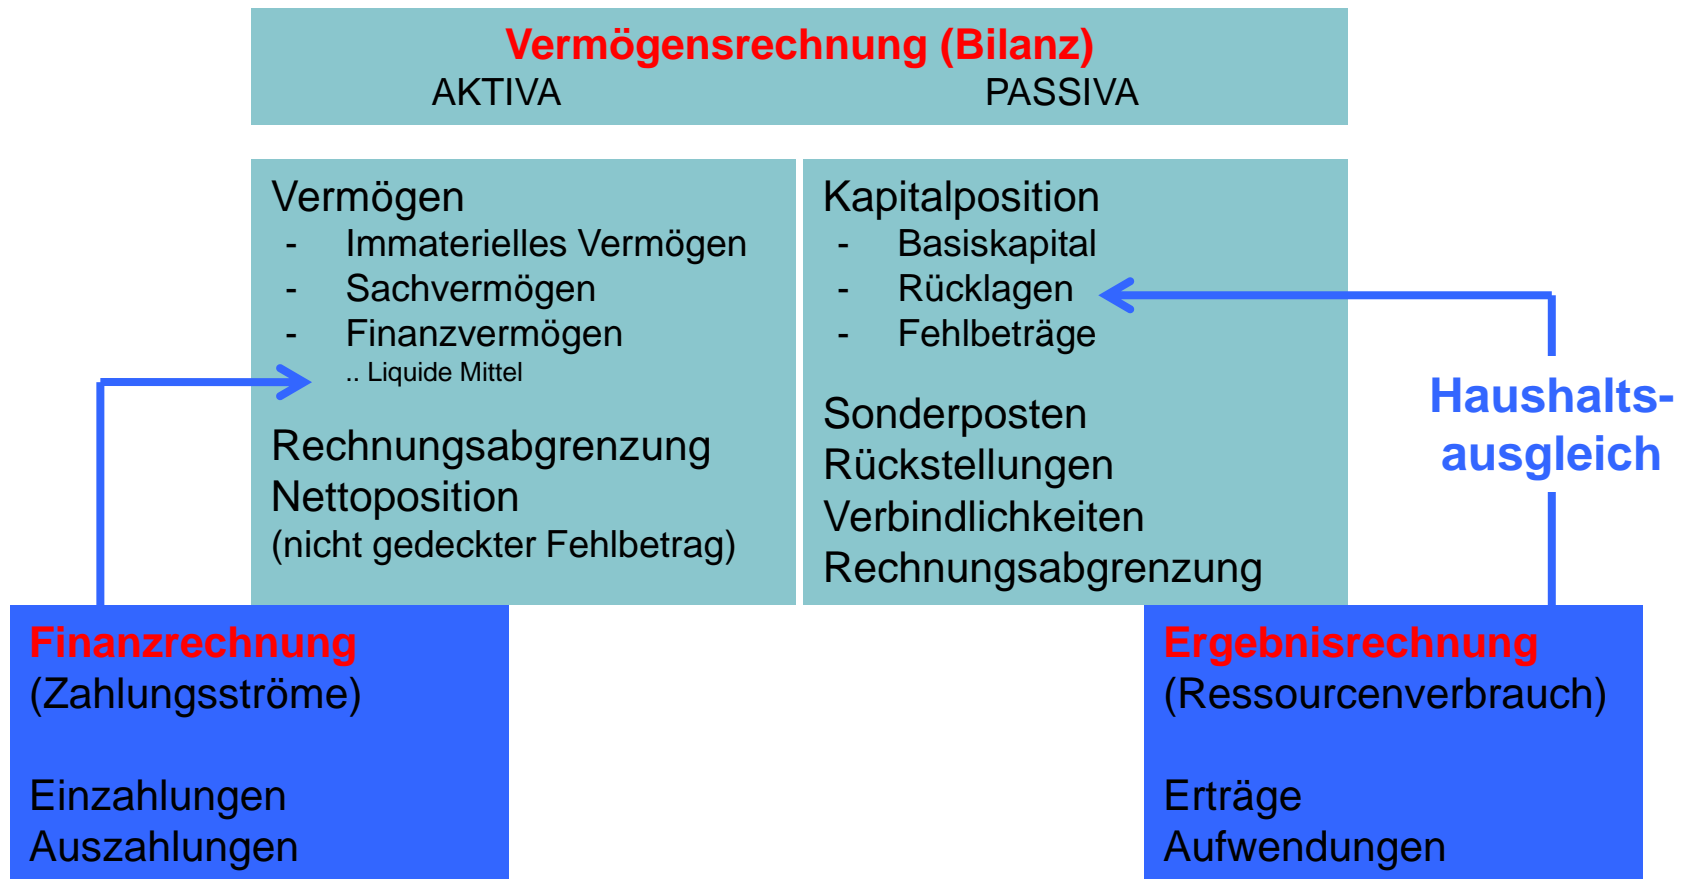 Vermögensrechnung (Bilanz)
AKTIVA PASSIVA
Vermögen
- Immaterielles Vermögen
- Sachvermögen
- Finanzvermögen
.. Liquide Mittel
Rechnungsabgrenzung
Nettoposition
(nicht gedeckter Fehlbetrag)
Kapitalposition
- Basiskapital
- Rücklagen
- Fehlbeträge
Sonderposten
Rückstellungen
Verbindlichkeiten
Rechnungsabgrenzung
Haushalts-
ausgleich
Finanzrechnung
(Zahlungsströme)
Einzahlungen
Auszahlungen
Ergebnisrechnung
(Ressourcenverbrauch)
Erträge
Aufwendungen